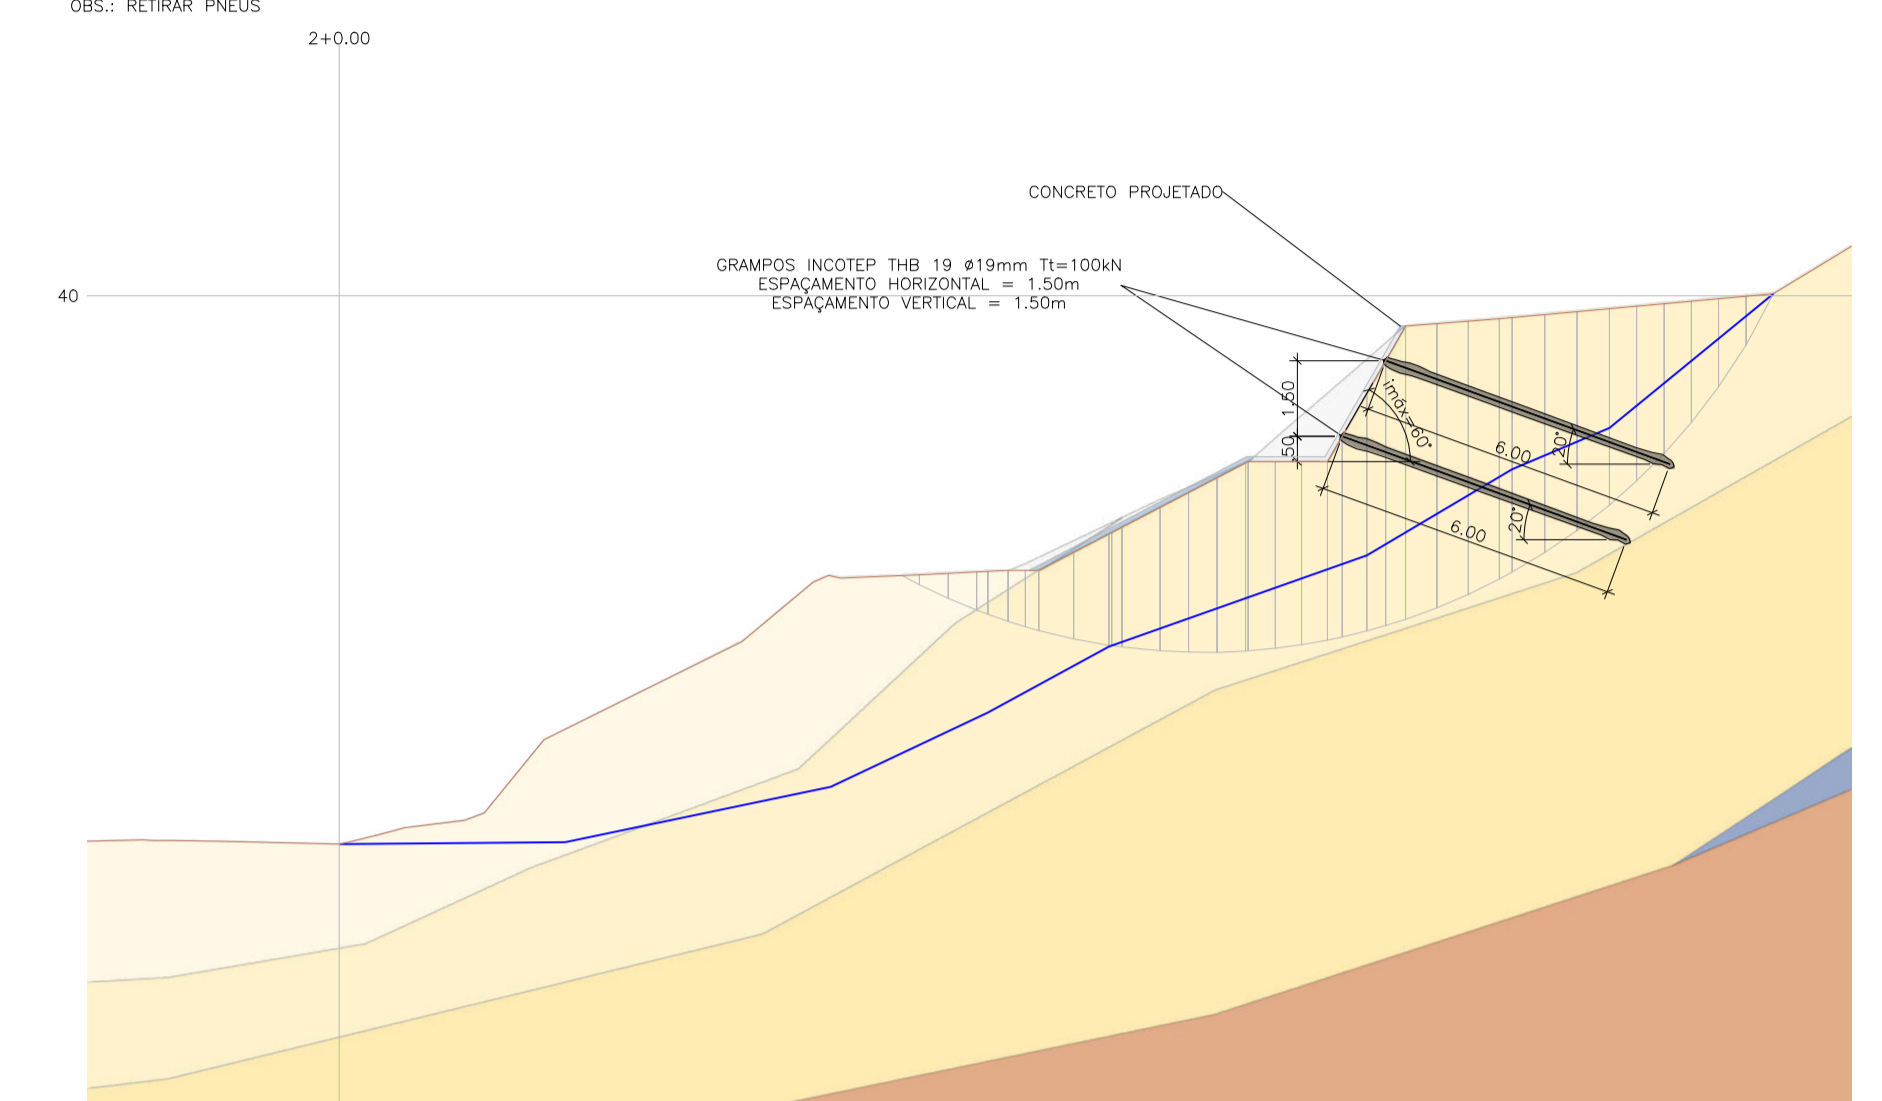 OBS.: RETIRAR PNEUS
2+0.00
CONCRETO PROJETADO
GRAMPOS INCOTEP THB 19 ø19mm Tt=100kN
ESPAÇAMENTO HORIZONTAL = 1.50m
ESPAÇAMENTO VERTICAL = 1.50m
40
1.50
.50
imáx=60°
6.00
20°
6.00
20°